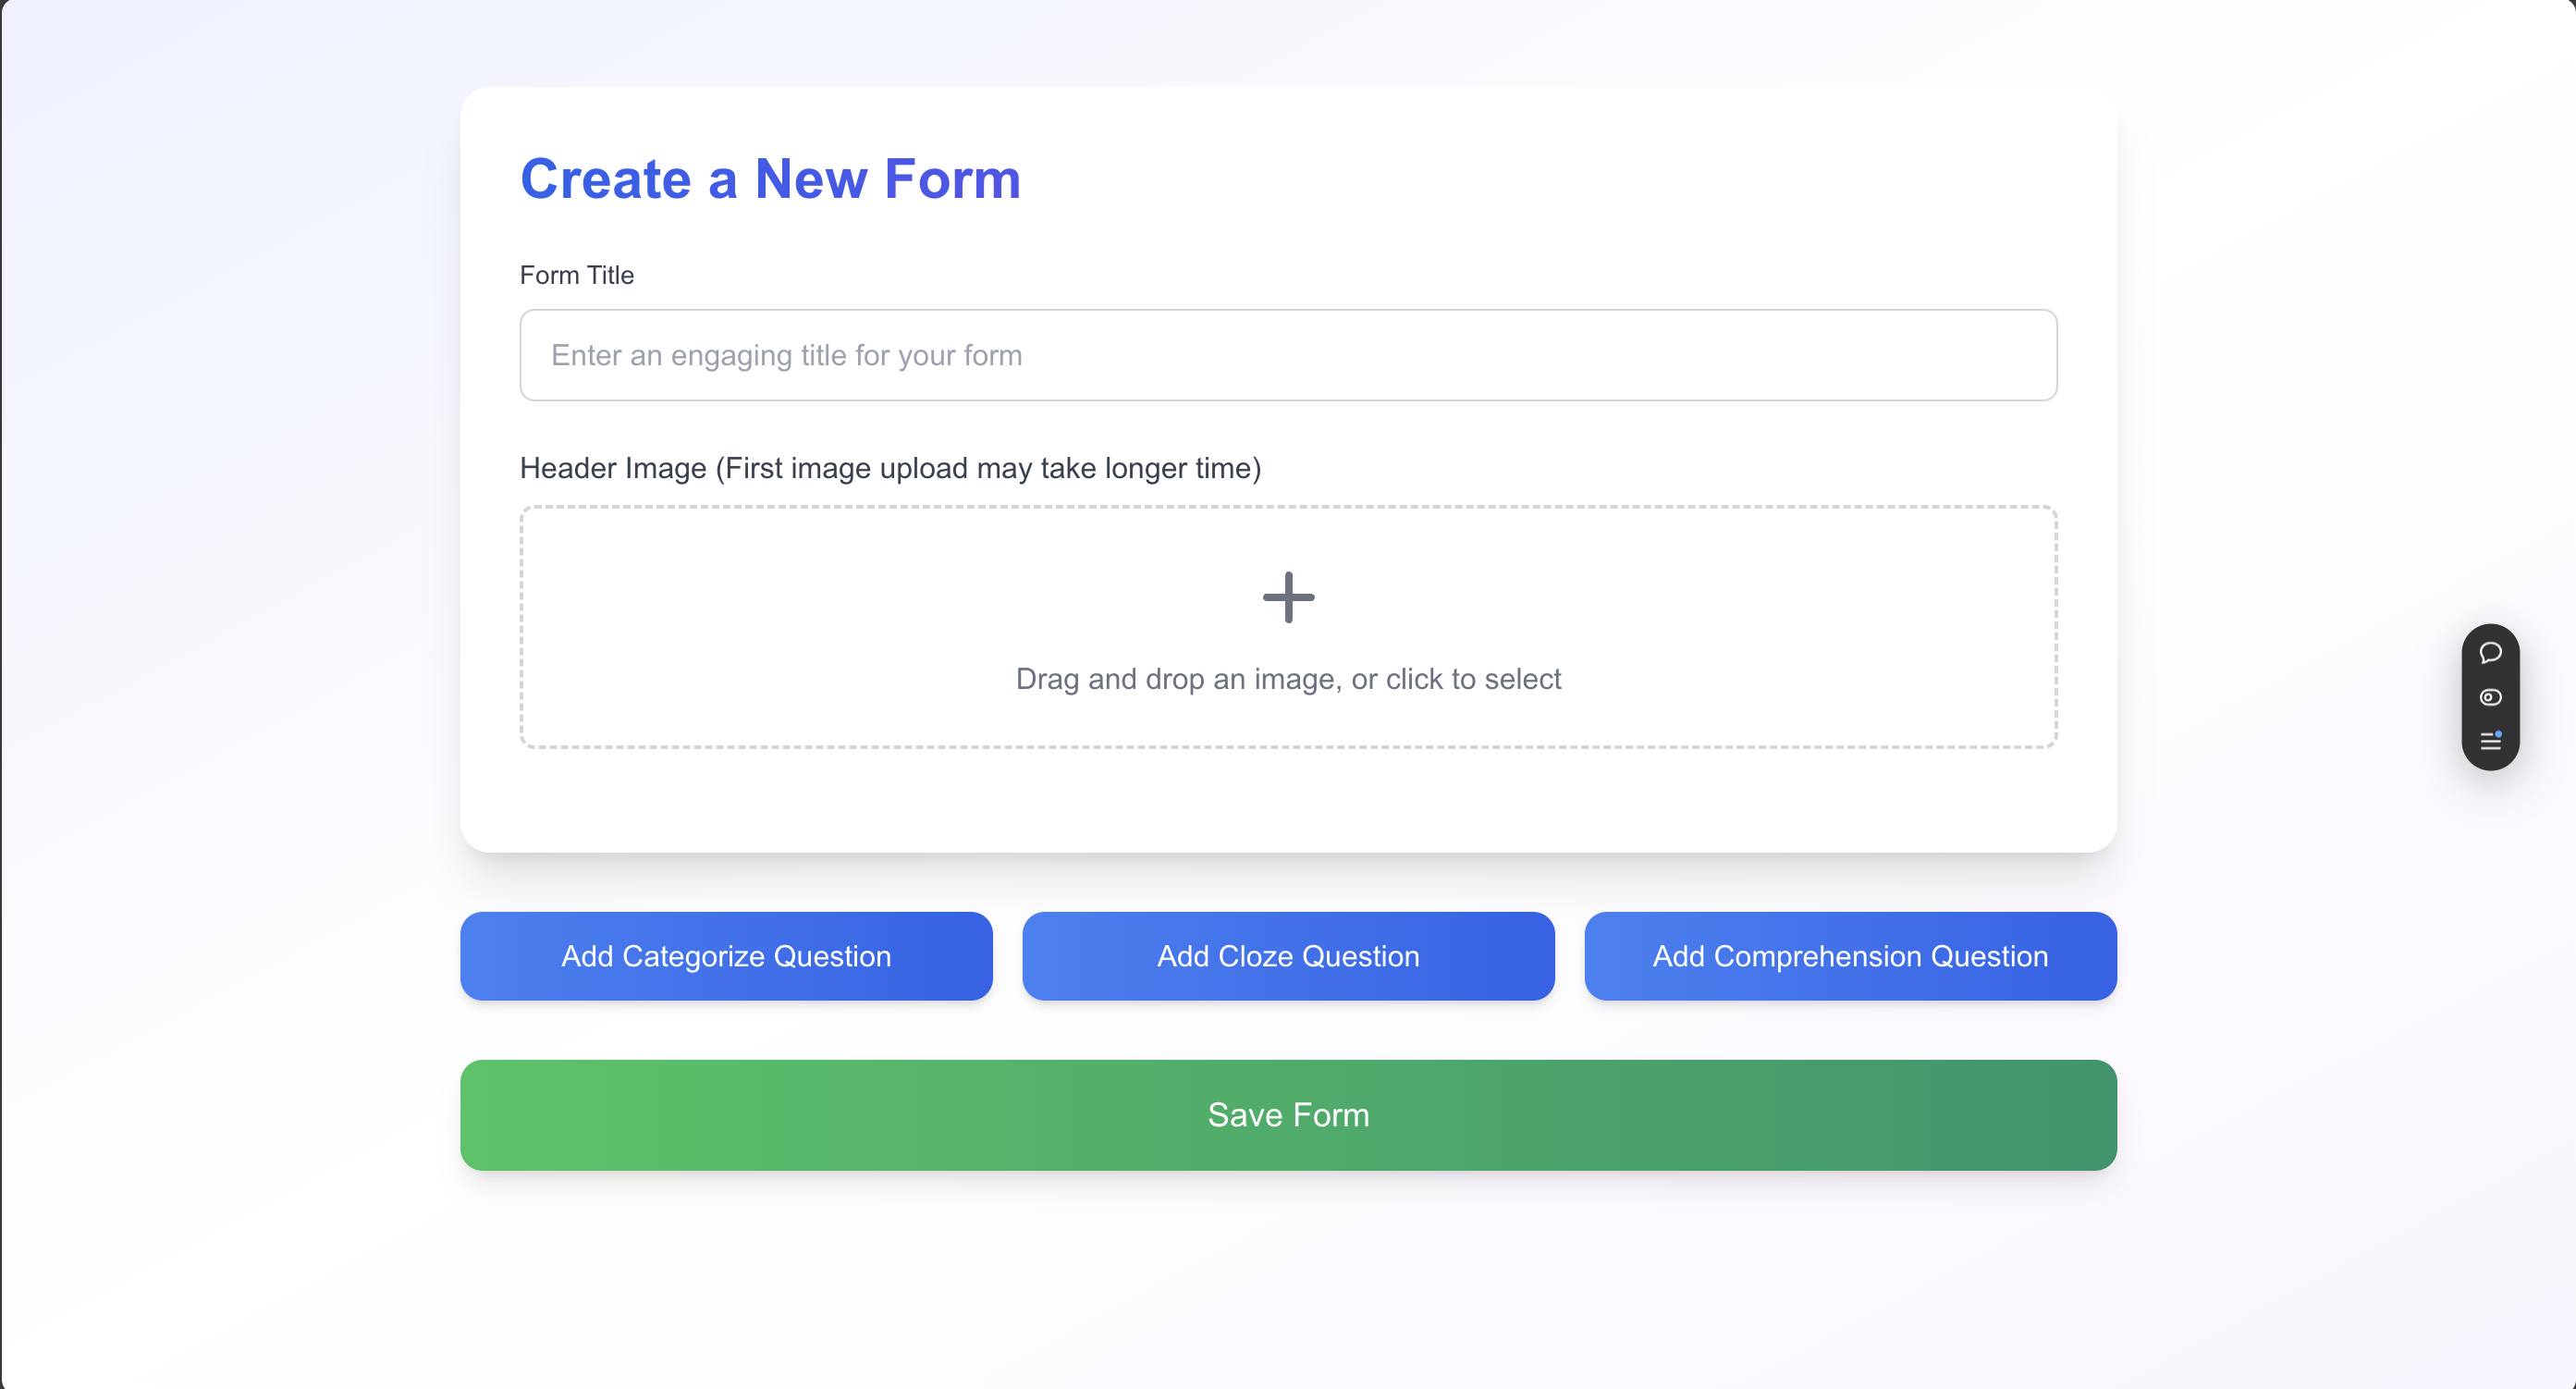 Create a New Form
Form Title
Enter an engaging title for your form
Header Image (First image upload may take longer time)
Drag and drop an image, or click to select
Add Categorize Question
Add Cloze Question
Add Comprehension Question
Save Form